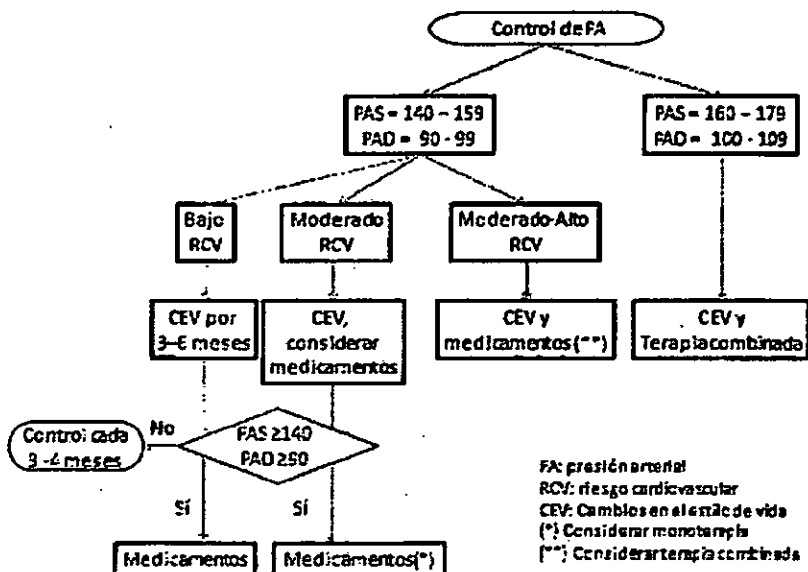 Control de PA
PAS = 140 – 159
PAD = 90 - 99
PAS = 160 – 179
PAD = 100 - 109
Bajo
RCV
Moderado
RCV
Moderado-Alto
RCV
CEV por
3–6 meses
CEV,
considerar
medicamentos
CEV y
medicamentos(**)
CEV y
Terapia combinada
Control cada
3 -4 meses
No
PAS ≥140
PAD ≥90
Sí
Sí
Medicamentos
Medicamentos(*)
PA: presión arterial
RCV: riesgo cardiovascular
CEV: Cambios en el estilo de vida
(*) Considerar monoterapia
(**) Considerar terapia combinada